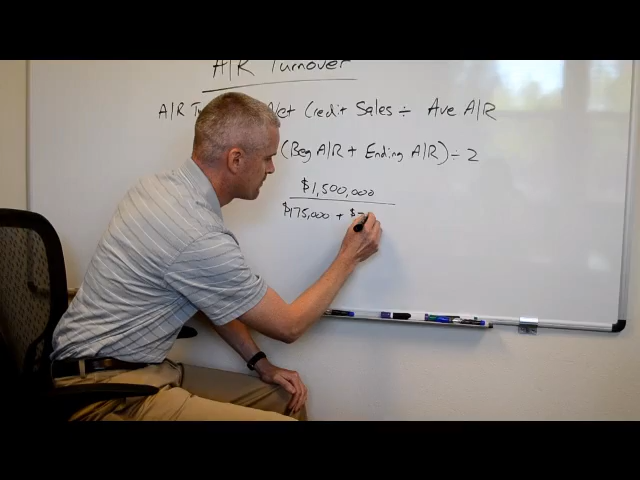 A/R Turnover
A/R Net Credit Sales ÷ Ave A/R
(Beg A/R + Ending A/R) ÷ 2
$1,500,000
$175,000 + $